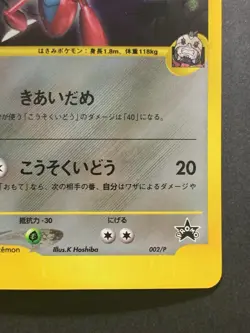 はさみポケモン：身長1.8m、体重118kg
きあいだめ
が使う「こうそくいどう」のダメージは「40」になる。
こうそくいどう 20
「おもて」なら、次の相手の番、自分はワザによるダメージや
抵抗力 -30 にげる
okémon Illus.K Hoshiba 002/P
PROMO